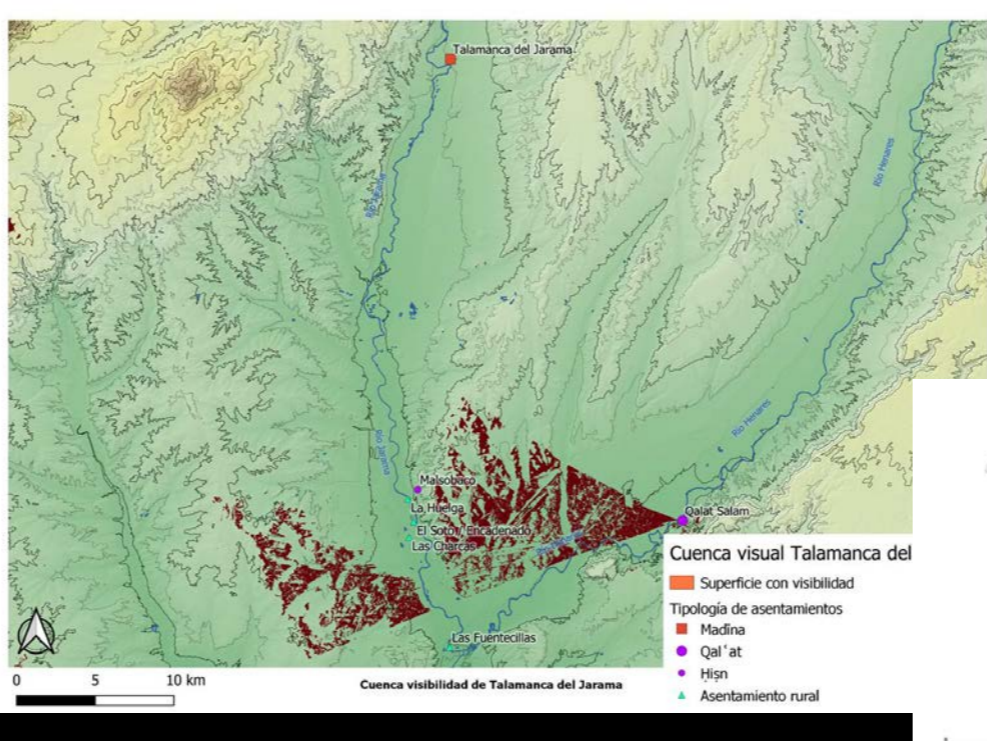 Talamanca del Jarama
Río Jarama
Río Henares
Río Henares
Río Jarama
Malsobaco
La Huelga
El Soto / Encadenado
Las Charcas
Qalat Salam
Las Fuentecillas
Cuenca visual Talamanca del
Superficie con visibilidad
Tipología de asentamientos
Madīna
Qalʿat
Ḥiṣn
Asentamiento rural
0 5 10 km
Cuenca visibilidad de Talamanca del Jarama